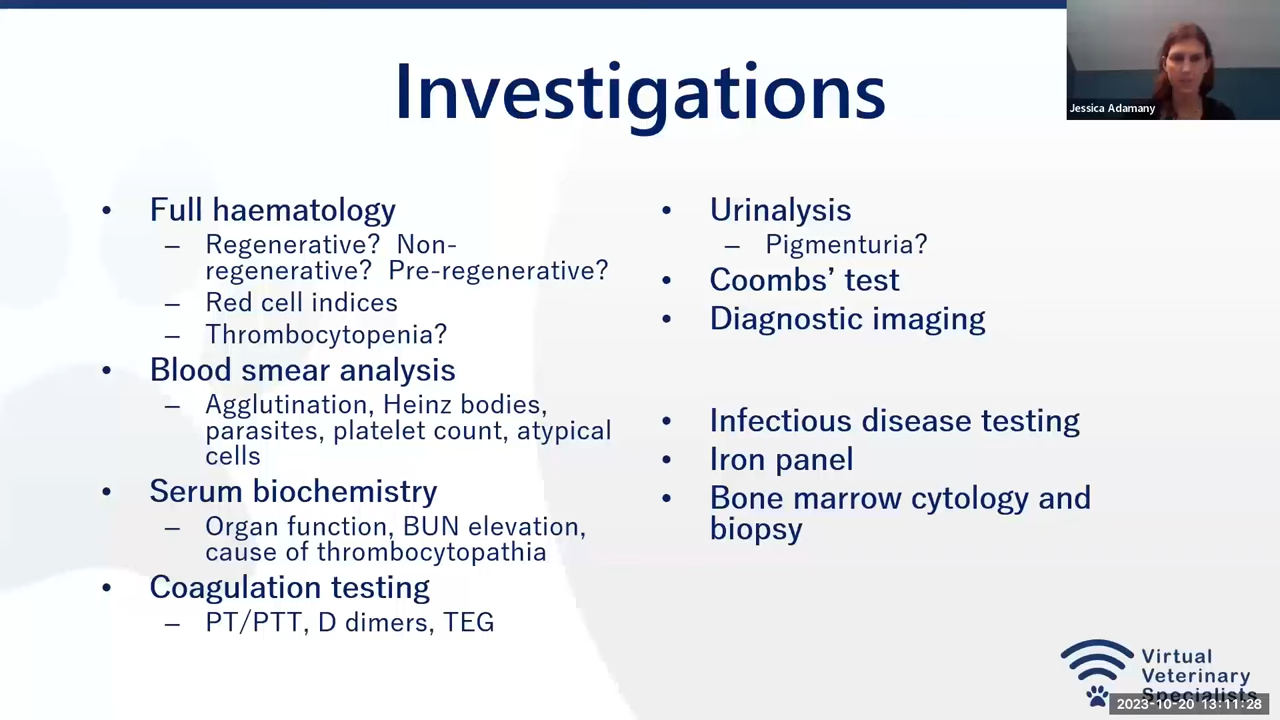 Investigations
Jessica Adamany
• Full haematology
– Regenerative? Non-
regenerative? Pre-regenerative?
– Red cell indices
– Thrombocytopenia?
• Blood smear analysis
– Agglutination, Heinz bodies,
parasites, platelet count, atypical
cells
• Serum biochemistry
– Organ function, BUN elevation,
cause of thrombocytopathia
• Coagulation testing
– PT/PTT, D dimers, TEG
• Urinalysis
– Pigmenturia?
• Coombs’ test
• Diagnostic imaging
• Infectious disease testing
• Iron panel
• Bone marrow cytology and
biopsy
Virtual
Veterinary
Specialists
2023-10-20 13:11:28